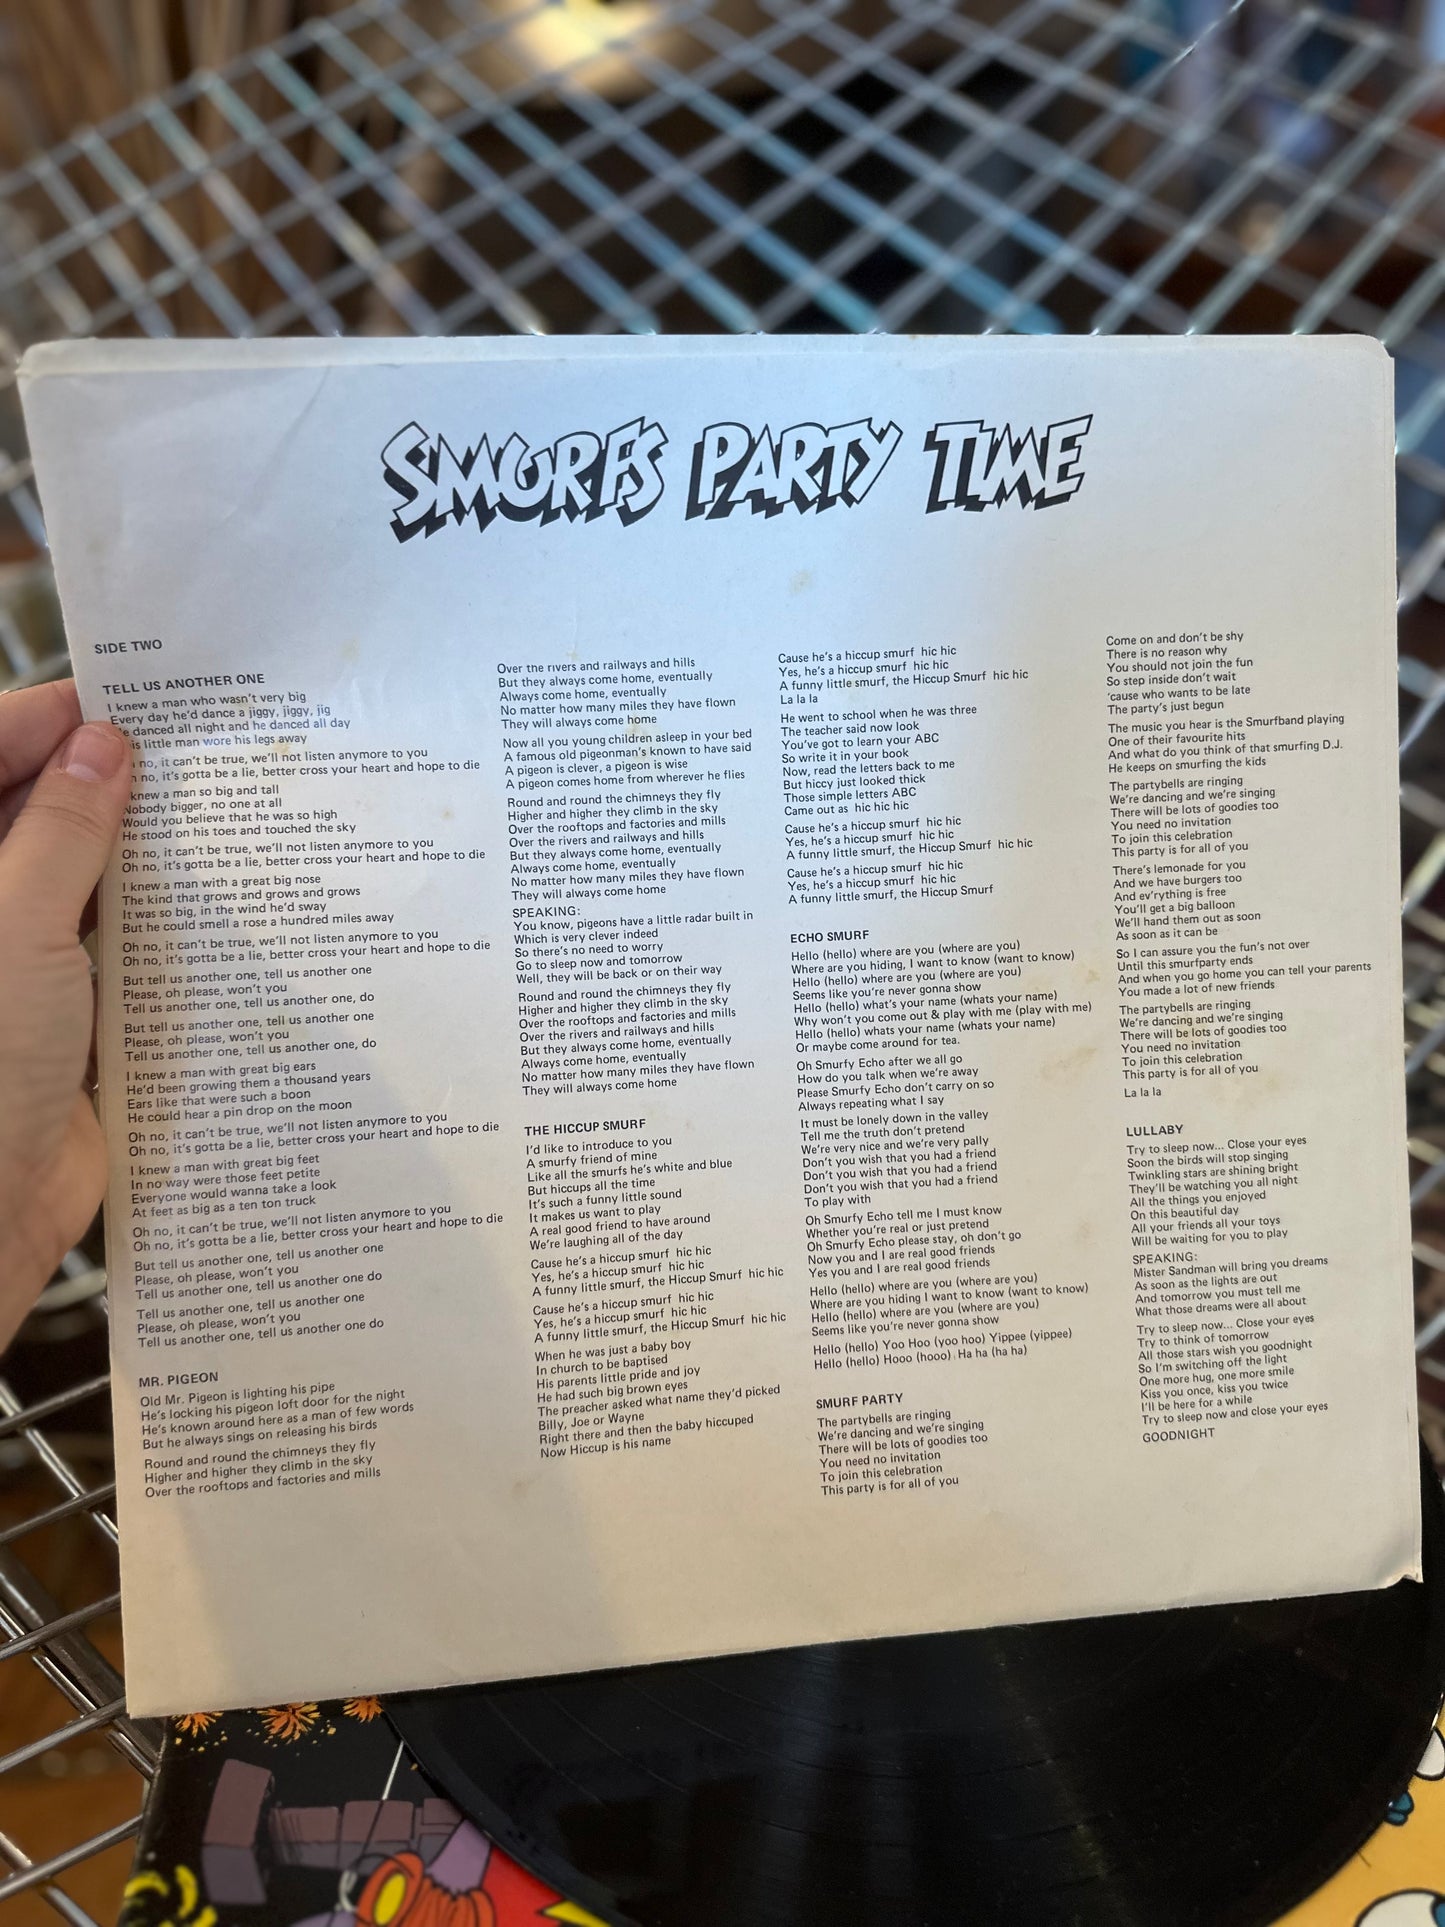 SMURFS PARTY TIME
SIDE TWO
TELL US ANOTHER ONE
I knew a man who wasn't very big
Every day he'd dance a jiggy, jiggy, jig
danced all night and he danced all day
little man wore his legs away
no, it can't be true, we'll not listen anymore to you
no, it's gotta be a lie, better cross your heart and hope to die
knew a man so big and tall
Nobody bigger, no one at all
Would you believe that he was so high
He stood on his toes and touched the sky
Oh no, it can't be true, we'll not listen anymore to you
Oh no, it's gotta be a lie, better cross your heart and hope to die
I knew a man with a great big nose
The kind that grows and grows and grows
It was so big, in the wind he'd sway
But he could smell a rose a hundred miles away
Oh no, it can't be true, we'll not listen anymore to you
Oh no, it's gotta be a lie, better cross your heart and hope to die
But tell us another one, tell us another one
Please, oh please, won't you
Tell us another one, tell us another one, do
But tell us another one, tell us another one
Please, oh please, won't you
Tell us another one, tell us another one, do
I knew a man with great big ears
He'd been growing them a thousand years
Ears like that were such a boon
He could hear a pin drop on the moon
Oh no, it can't be true, we'll not listen anymore to you
Oh no, it's gotta be a lie, better cross your heart and hope to die
I knew a man with great big feet
In no way were those feet petite
Everyone would wanna take a look
At feet as big as a ten ton truck
Oh no, it can't be true, we'll not listen anymore to you
Oh no, it's gotta be a lie, better cross your heart and hope to die
But tell us another one, tell us another one
Please, oh please, won't you
Tell us another one, tell us another one do
Tell us another one, tell us another one
Please, oh please, won't you
Tell us another one, tell us another one do
MR. PIGEON
Old Mr. Pigeon is lighting his pipe
He's locking his pigeon loft door for the night
He's known around here as a man of few words
But he always sings on releasing his birds
Round and round the chimneys they fly
Higher and higher they climb in the sky
Over the rooftops and factories and mills
Over the rivers and railways and hills
But they always come home, eventually
Always come home, eventually
No matter how many miles they have flown
They will always come home
Now all you young children asleep in your bed
A famous old pigeonman's known to have said
A pigeon is clever, a pigeon is wise
A pigeon comes home from wherever he flies
Round and round the chimneys they fly
Higher and higher they climb in the sky
Over the rooftops and factories and mills
Over the rivers and railways and hills
But they always come home, eventually
Always come home, eventually
No matter how many miles they have flown
They will always come home
SPEAKING:
You know, pigeons have a little radar built in
Which is very clever indeed
So there's no need to worry
Go to sleep now and tomorrow
Well, they will be back or on their way
Round and round the chimneys they fly
Higher and higher they climb in the sky
Over the rooftops and factories and mills
Over the rivers and railways and hills
But they always come home, eventually
Always come home, eventually
No matter how many miles they have flown
They will always come home
THE HICCUP SMURF
I'd like to introduce to you
A smurfy friend of mine
Like all the smurfs he's white and blue
But hiccups all the time
It's such a funny little sound
It makes us want to play
A real good friend to have around
We're laughing all of the day
Cause he's a hiccup smurf hic hic
Yes, he's a hiccup smurf hic hic
A funny little smurf, the Hiccup Smurf hic hic
Cause he's a hiccup smurf hic hic
Yes, he's a hiccup smurf hic hic
A funny little smurf, the Hiccup Smurf hic hic
When he was just a baby boy
In church to be baptised
His parents little pride and joy
He had such big brown eyes
The preacher asked what name they'd picked
Billy, Joe or Wayne
Right there and then the baby hiccuped
Now Hiccup is his name
Cause he's a hiccup smurf hic hic
Yes, he's a hiccup smurf hic hic
A funny little smurf, the Hiccup Smurf hic hic
La la la
He went to school when he was three
The teacher said now look
You've got to learn your ABC
So write it in your book
Now, read the letters back to me
But hiccy just looked thick
Those simple letters ABC
Came out as hic hic hic
Cause he's a hiccup smurf hic hic
Yes, he's a hiccup smurf hic hic
A funny little smurf, the Hiccup Smurf hic hic
Cause he's a hiccup smurf hic hic
Yes, he's a hiccup smurf hic hic
A funny little smurf, the Hiccup Smurf
ECHO SMURF
Hello (hello) where are you (where are you)
Where are you hiding, I want to know (want to know)
Hello (hello) where are you (where are you)
Seems like you're never gonna show
Hello (hello) what's your name (whats your name)
Why won't you come out & play with me (play with me)
Hello (hello) whats your name (whats your name)
Or maybe come around for tea.
Oh Smurfy Echo after we all go
How do you talk when we're away
Please Smurfy Echo don't carry on so
Always repeating what I say
It must be lonely down in the valley
Tell me the truth don't pretend
We're very nice and we're very pally
Don't you wish that you had a friend
Don't you wish that you had a friend
Don't you wish that you had a friend
To play with
Oh Smurfy Echo tell me I must know
Whether you're real or just pretend
Oh Smurfy Echo please stay, oh don't go
Now you and I are real good friends
Yes you and I are real good friends
Hello (hello) where are you (where are you)
Where are you hiding I want to know (want to know)
Hello (hello) where are you (where are you)
Seems like you're never gonna show
Hello (hello) Yoo Hoo (yoo hoo) Yippee (yippee)
Hello (hello) Hooo (hooo) Ha ha (ha ha)
SMURF PARTY
The partybells are ringing
We're dancing and we're singing
There will be lots of goodies too
You need no invitation
To join this celebration
This party is for all of you
Come on and don't be shy
There is no reason why
You should not join the fun
So step inside don't wait
'cause who wants to be late
The party's just begun
The music you hear is the Smurfband playing
One of their favourite hits
And what do you think of that smurfing D.J.
He keeps on smurfing the kids
The partybells are ringing
We're dancing and we're singing
There will be lots of goodies too
You need no invitation
To join this celebration
This party is for all of you
There's lemonade for you
And we have burgers too
And ev'rything is free
You'll get a big balloon
We'll hand them out as soon
As soon as it can be
So I can assure you the fun's not over
Until this smurfparty ends
And when you go home you can tell your parents
You made a lot of new friends
The partybells are ringing
We're dancing and we're singing
There will be lots of goodies too
You need no invitation
To join this celebration
This party is for all of you
La la la
LULLABY
Try to sleep now... Close your eyes
Soon the birds will stop singing
Twinkling stars are shining bright
They'll be watching you all night
All the things you enjoyed
On this beautiful day
All your friends all your toys
Will be waiting for you to play
SPEAKING:
Mister Sandman will bring you dreams
As soon as the lights are out
And tomorrow you must tell me
What those dreams were all about
Try to sleep now... Close your eyes
Try to think of tomorrow
All those stars wish you goodnight
So I'm switching off the light
One more hug, one more smile
Kiss you once, kiss you twice
I'll be here for a while
Try to sleep now and close your eyes
GOODNIGHT